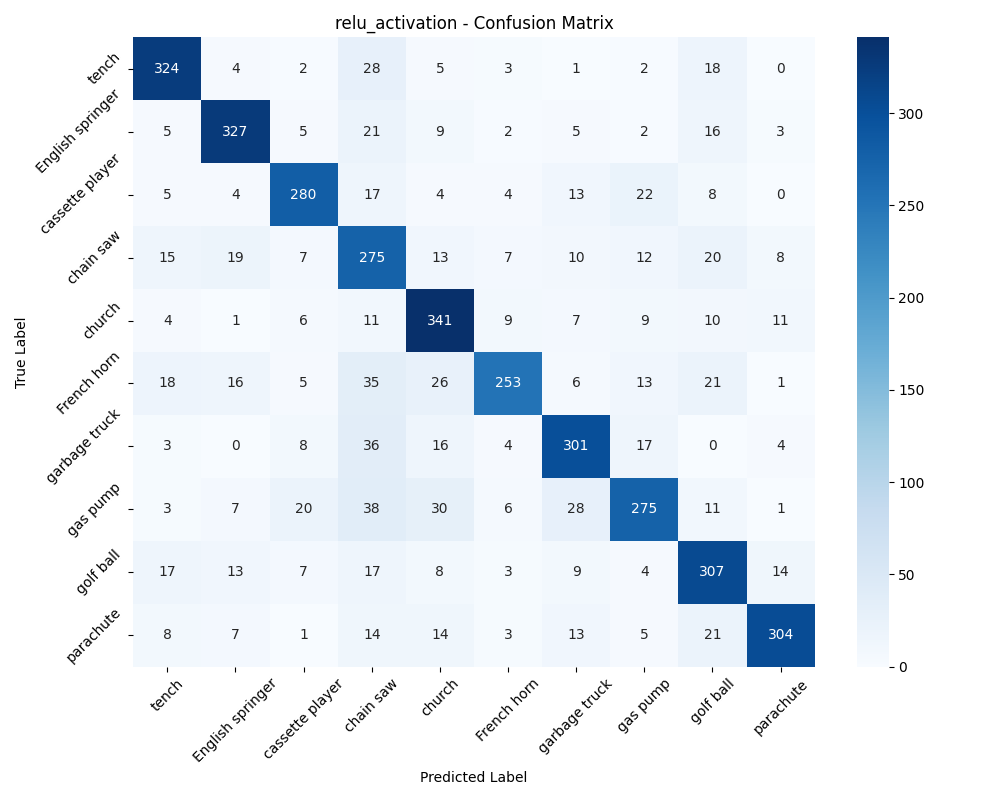 relu_activation - Confusion Matrix
tench 324 4 2 28 5 3 1 2 18 0
English springer 5 327 5 21 9 2 5 2 16 3
cassette player 5 4 280 17 4 4 13 22 8 0
chain saw 15 19 7 275 13 7 10 12 20 8
church 4 1 6 11 341 9 7 9 10 11
French horn 18 16 5 35 26 253 6 13 21 1
garbage truck 3 0 8 36 16 4 301 17 0 4
gas pump 3 7 20 38 30 6 28 275 11 1
golf ball 17 13 7 17 8 3 9 4 307 14
parachute 8 7 1 14 14 3 13 5 21 304
tench English springer cassette player chain saw church French horn garbage truck gas pump golf ball parachute
Predicted Label
True Label
300
250
200
150
100
50
0